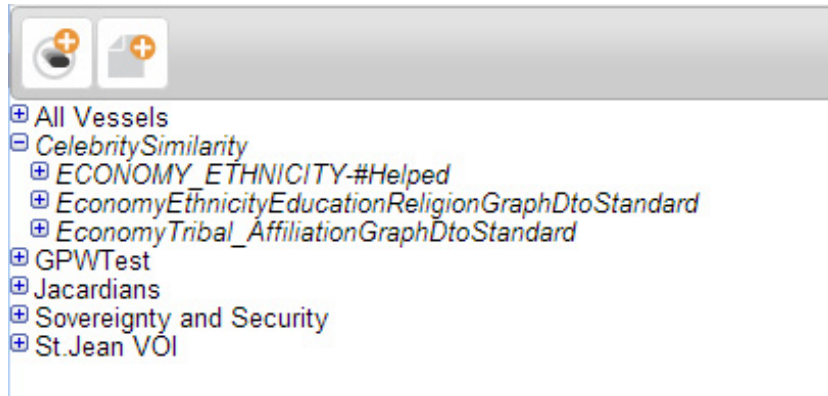 All Vessels
CelebritySimilarity
ECONOMY_ETHNICITY-#Helped
EconomyEthnicityEducationReligionGraphDtoStandard
EconomyTribal_AffiliationGraphDtoStandard
GPWTest
Jacardians
Sovereignty and Security
St.Jean VOI